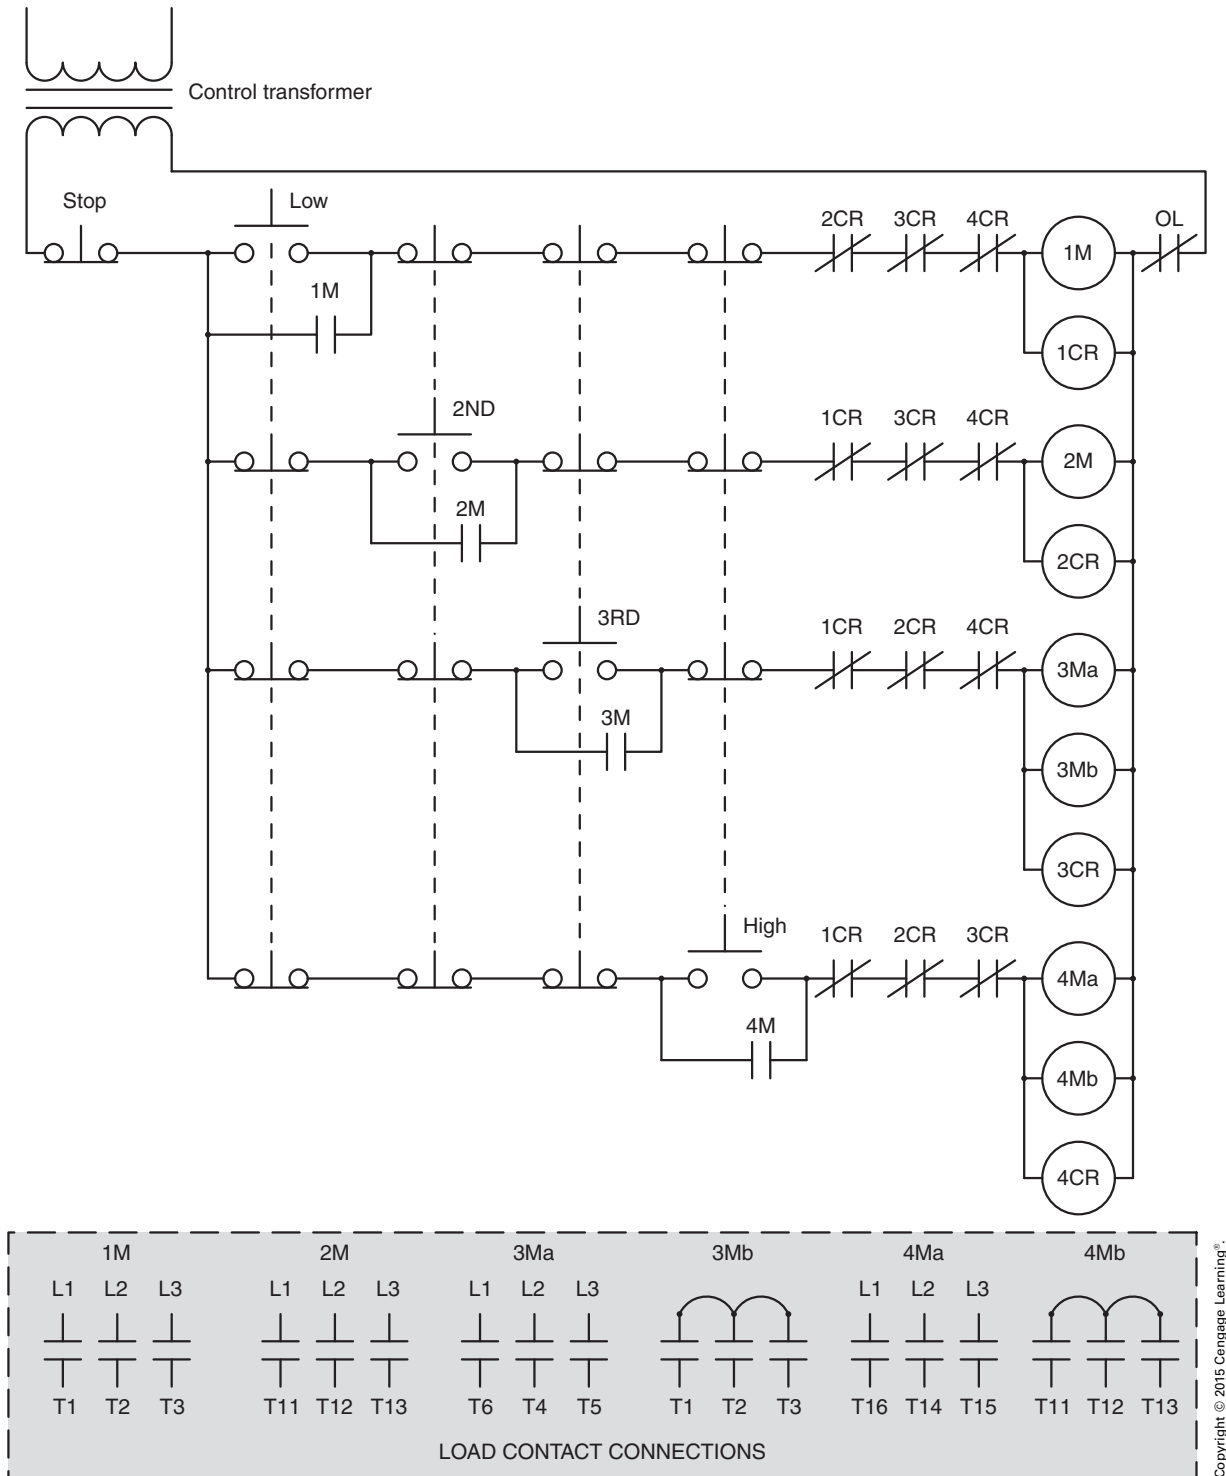 Control transformer
Stop
Low
2CR 3CR 4CR
1M
OL
1M
1CR
2ND
1CR 3CR 4CR
2M
2M
2CR
3RD
1CR 2CR 4CR
3Ma
3M
3Mb
3CR
High
1CR 2CR 3CR
4Ma
4M
4Mb
4CR
1M 2M 3Ma 3Mb 4Ma 4Mb
L1 L2 L3 L1 L2 L3 L1 L2 L3 L1 L2 L3
T1 T2 T3 T11 T12 T13 T6 T4 T5 T1 T2 T3 T16 T14 T15 T11 T12 T13
LOAD CONTACT CONNECTIONS
Copyright © 2015 Cengage Learning®.